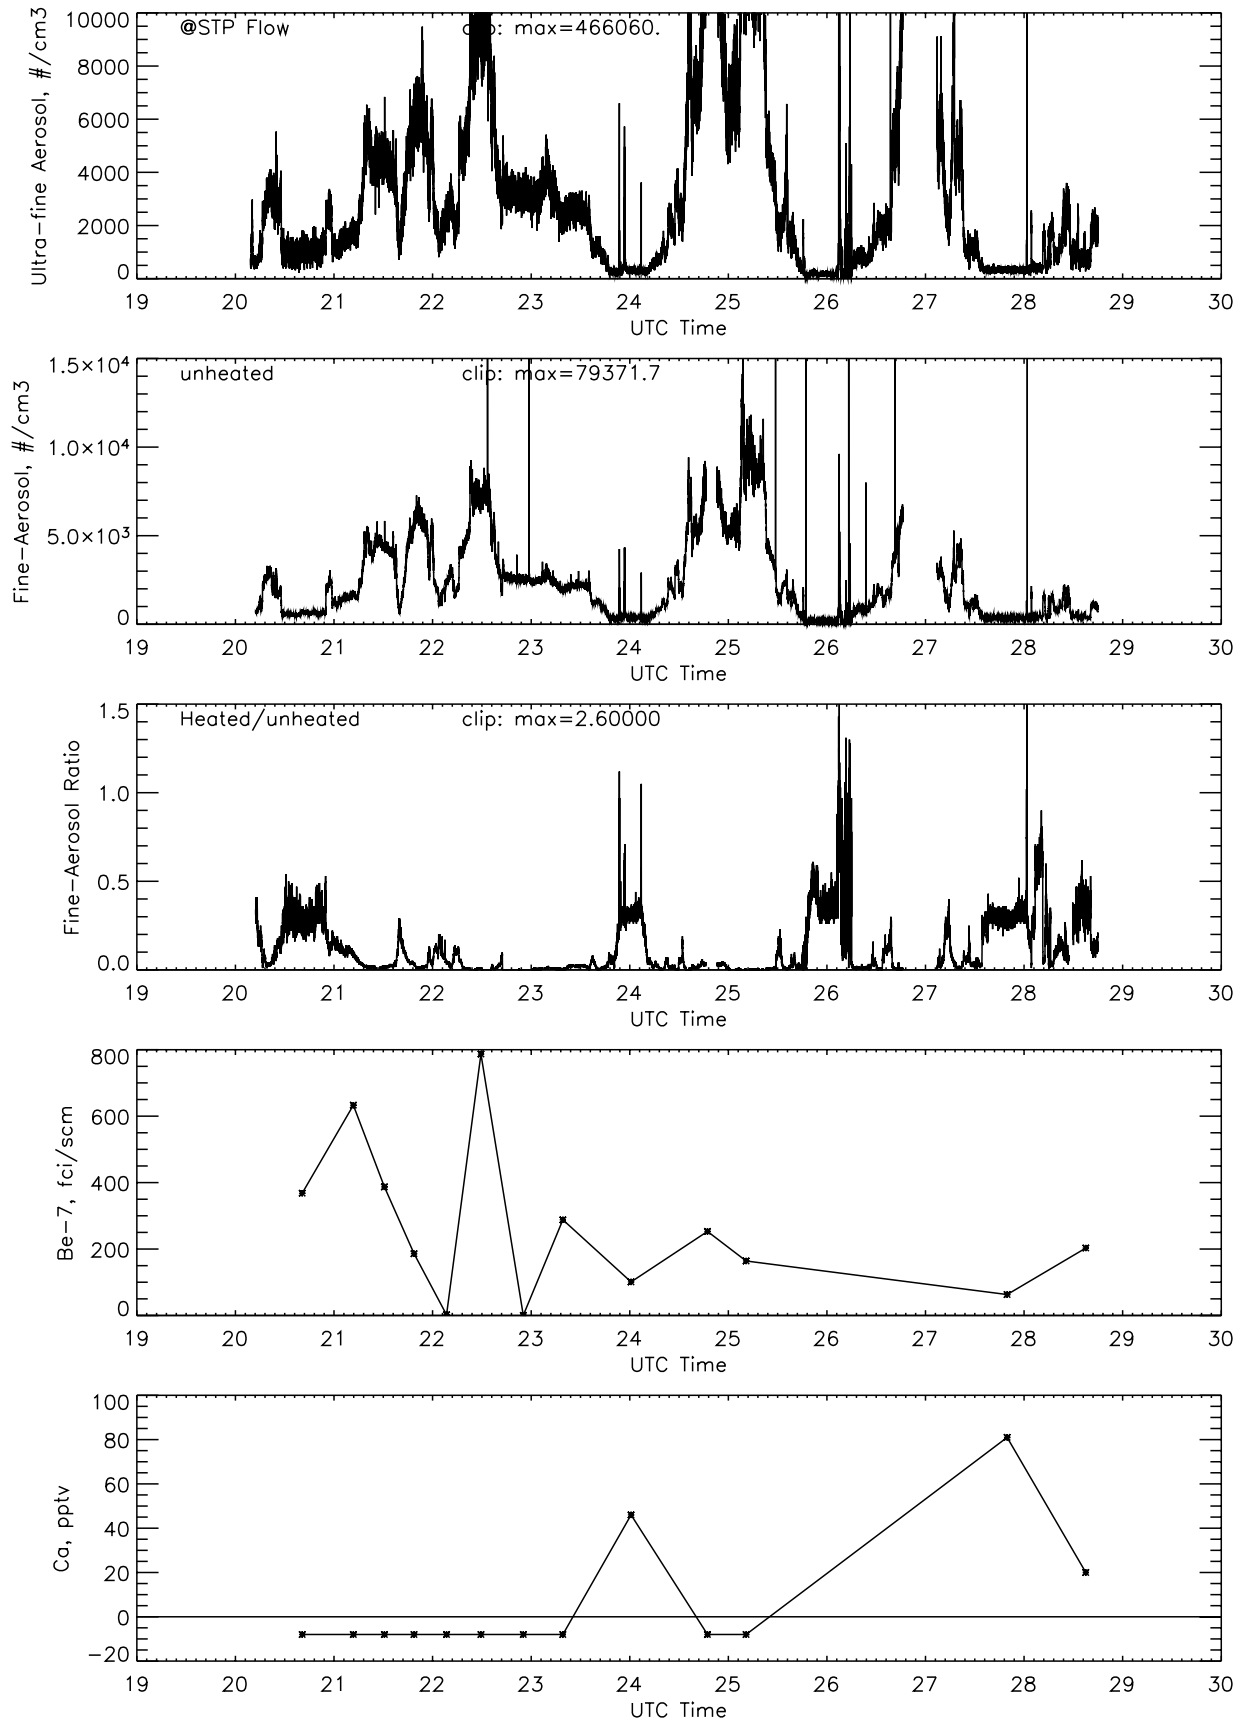 Ultra-fine Aerosol, #/cm3
10000
8000
6000
4000
2000
0
@STP Flow
clip: max=466060.
19 20 21 22 23 24 25 26 27 28 29 30
UTC Time
Fine-Aerosol, #/cm3
1.5×10⁴
1.0×10⁴
5.0×10³
0
unheated
clip: max=79371.7
19 20 21 22 23 24 25 26 27 28 29 30
UTC Time
Fine-Aerosol Ratio
1.5
1.0
0.5
0.0
Heated/unheated
clip: max=2.60000
19 20 21 22 23 24 25 26 27 28 29 30
UTC Time
Be-7, fci/scm
800
600
400
200
0
19 20 21 22 23 24 25 26 27 28 29 30
UTC Time
Ca, pptv
100
80
60
40
20
0
-20
19 20 21 22 23 24 25 26 27 28 29 30
UTC Time